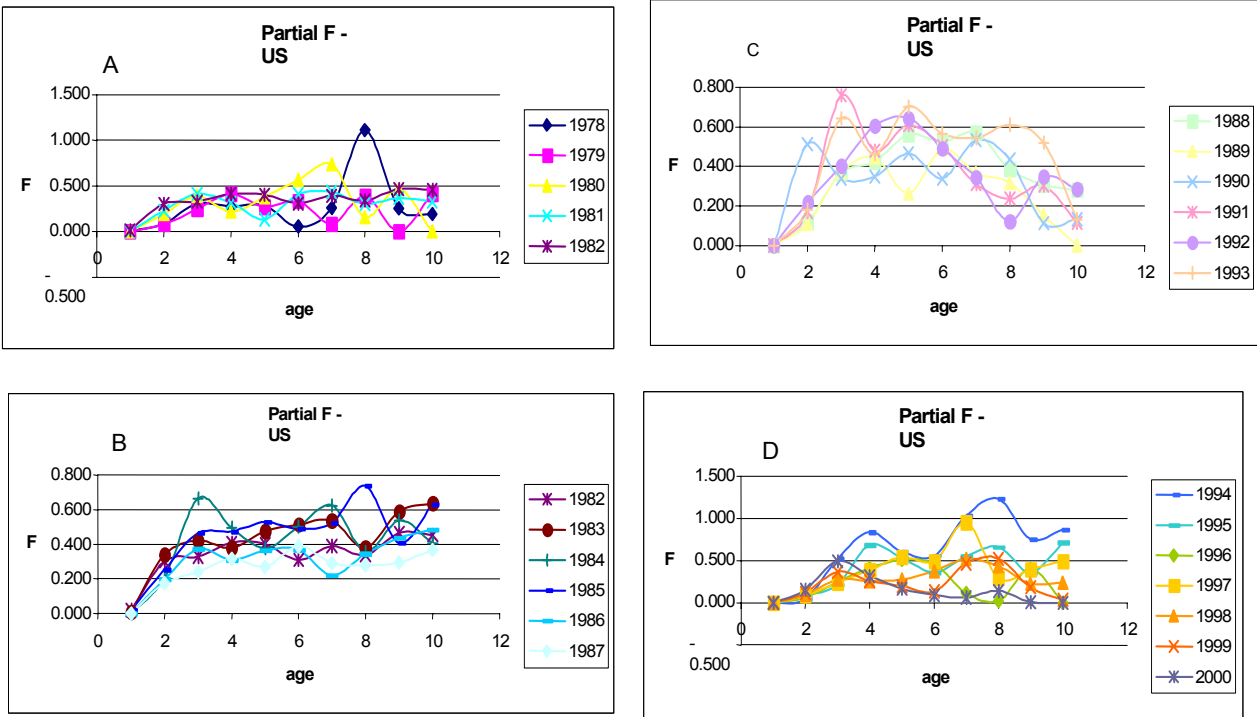 Partial F -
US
A
1.500
1.000
0.500
0.000
-
0.500
F
0 2 4 6 8 10 12
age
1978
1979
1980
1981
1982
Partial F -
US
C
0.800
0.600
0.400
0.200
0.000
F
0 2 4 6 8 10 12
age
1988
1989
1990
1991
1992
1993
Partial F -
US
B
0.800
0.600
0.400
0.200
0.000
F
0 2 4 6 8 10 12
age
1982
1983
1984
1985
1986
1987
Partial F -
US
D
1.500
1.000
0.500
0.000
-
0.500
F
0 2 4 6 8 10 12
age
1994
1995
1996
1997
1998
1999
2000